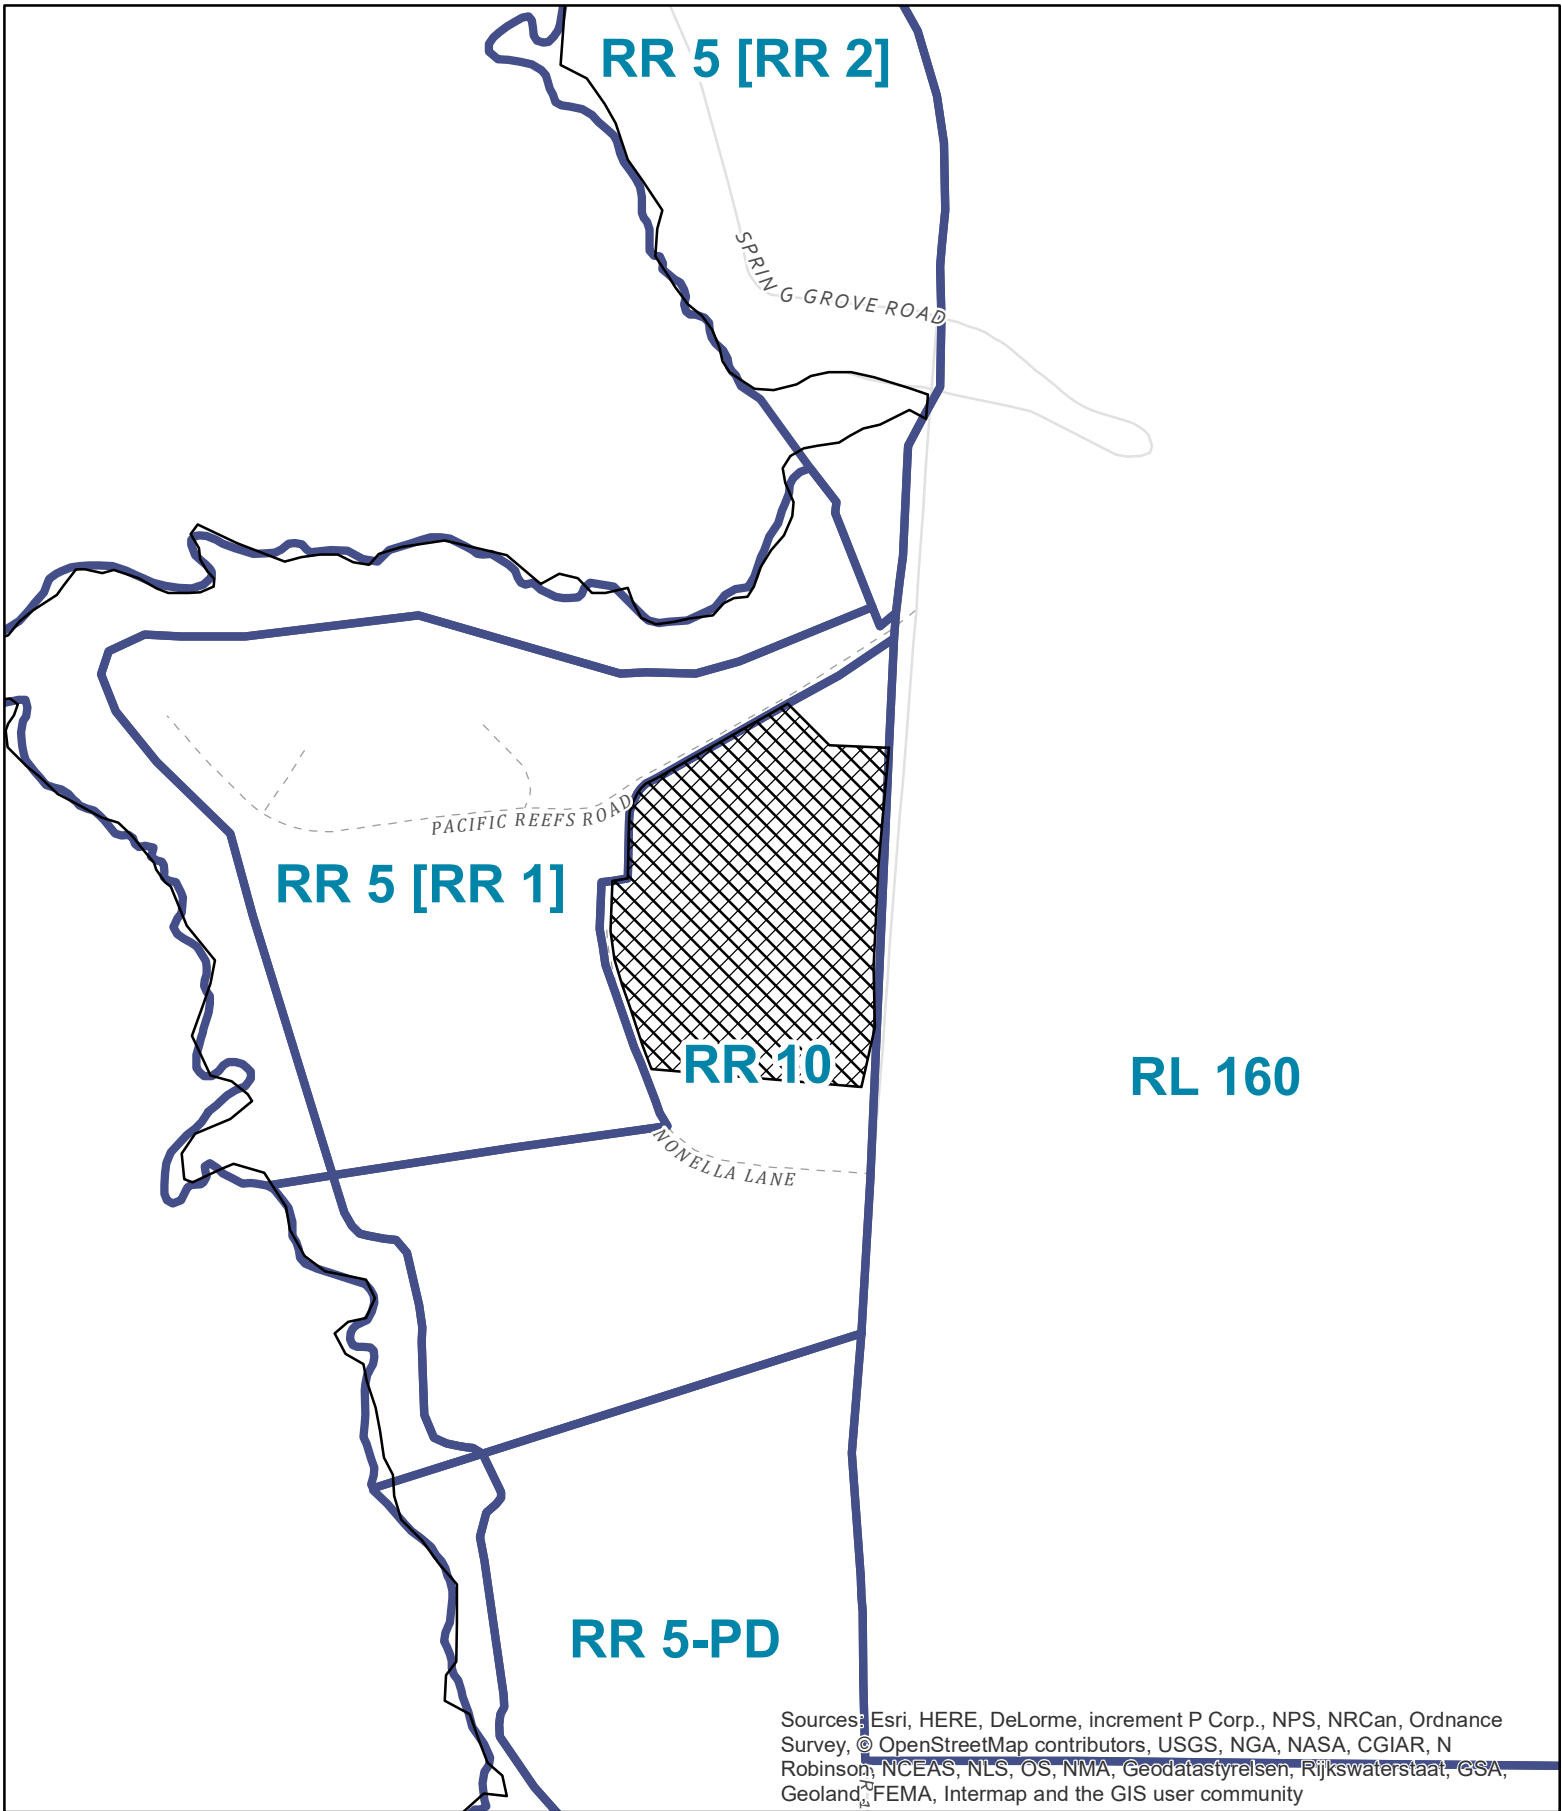 RR 5 [RR 2]
SPRING GROVE ROAD
PACIFIC REEFS ROAD
RR 5 [RR 1]
RR 10
RL 160
NONELLA LANE
RR 5-PD
Sources: Esri, HERE, DeLorme, increment P Corp., NPS, NRCan, Ordnance
Survey, © OpenStreetMap contributors, USGS, NGA, NASA, CGIAR, N
Robinson, NCEAS, NLS, OS, NMA, Geodatastyrelsen, Rijkswaterstaat, GSA,
Geoland, FEMA, Intermap and the GIS user community